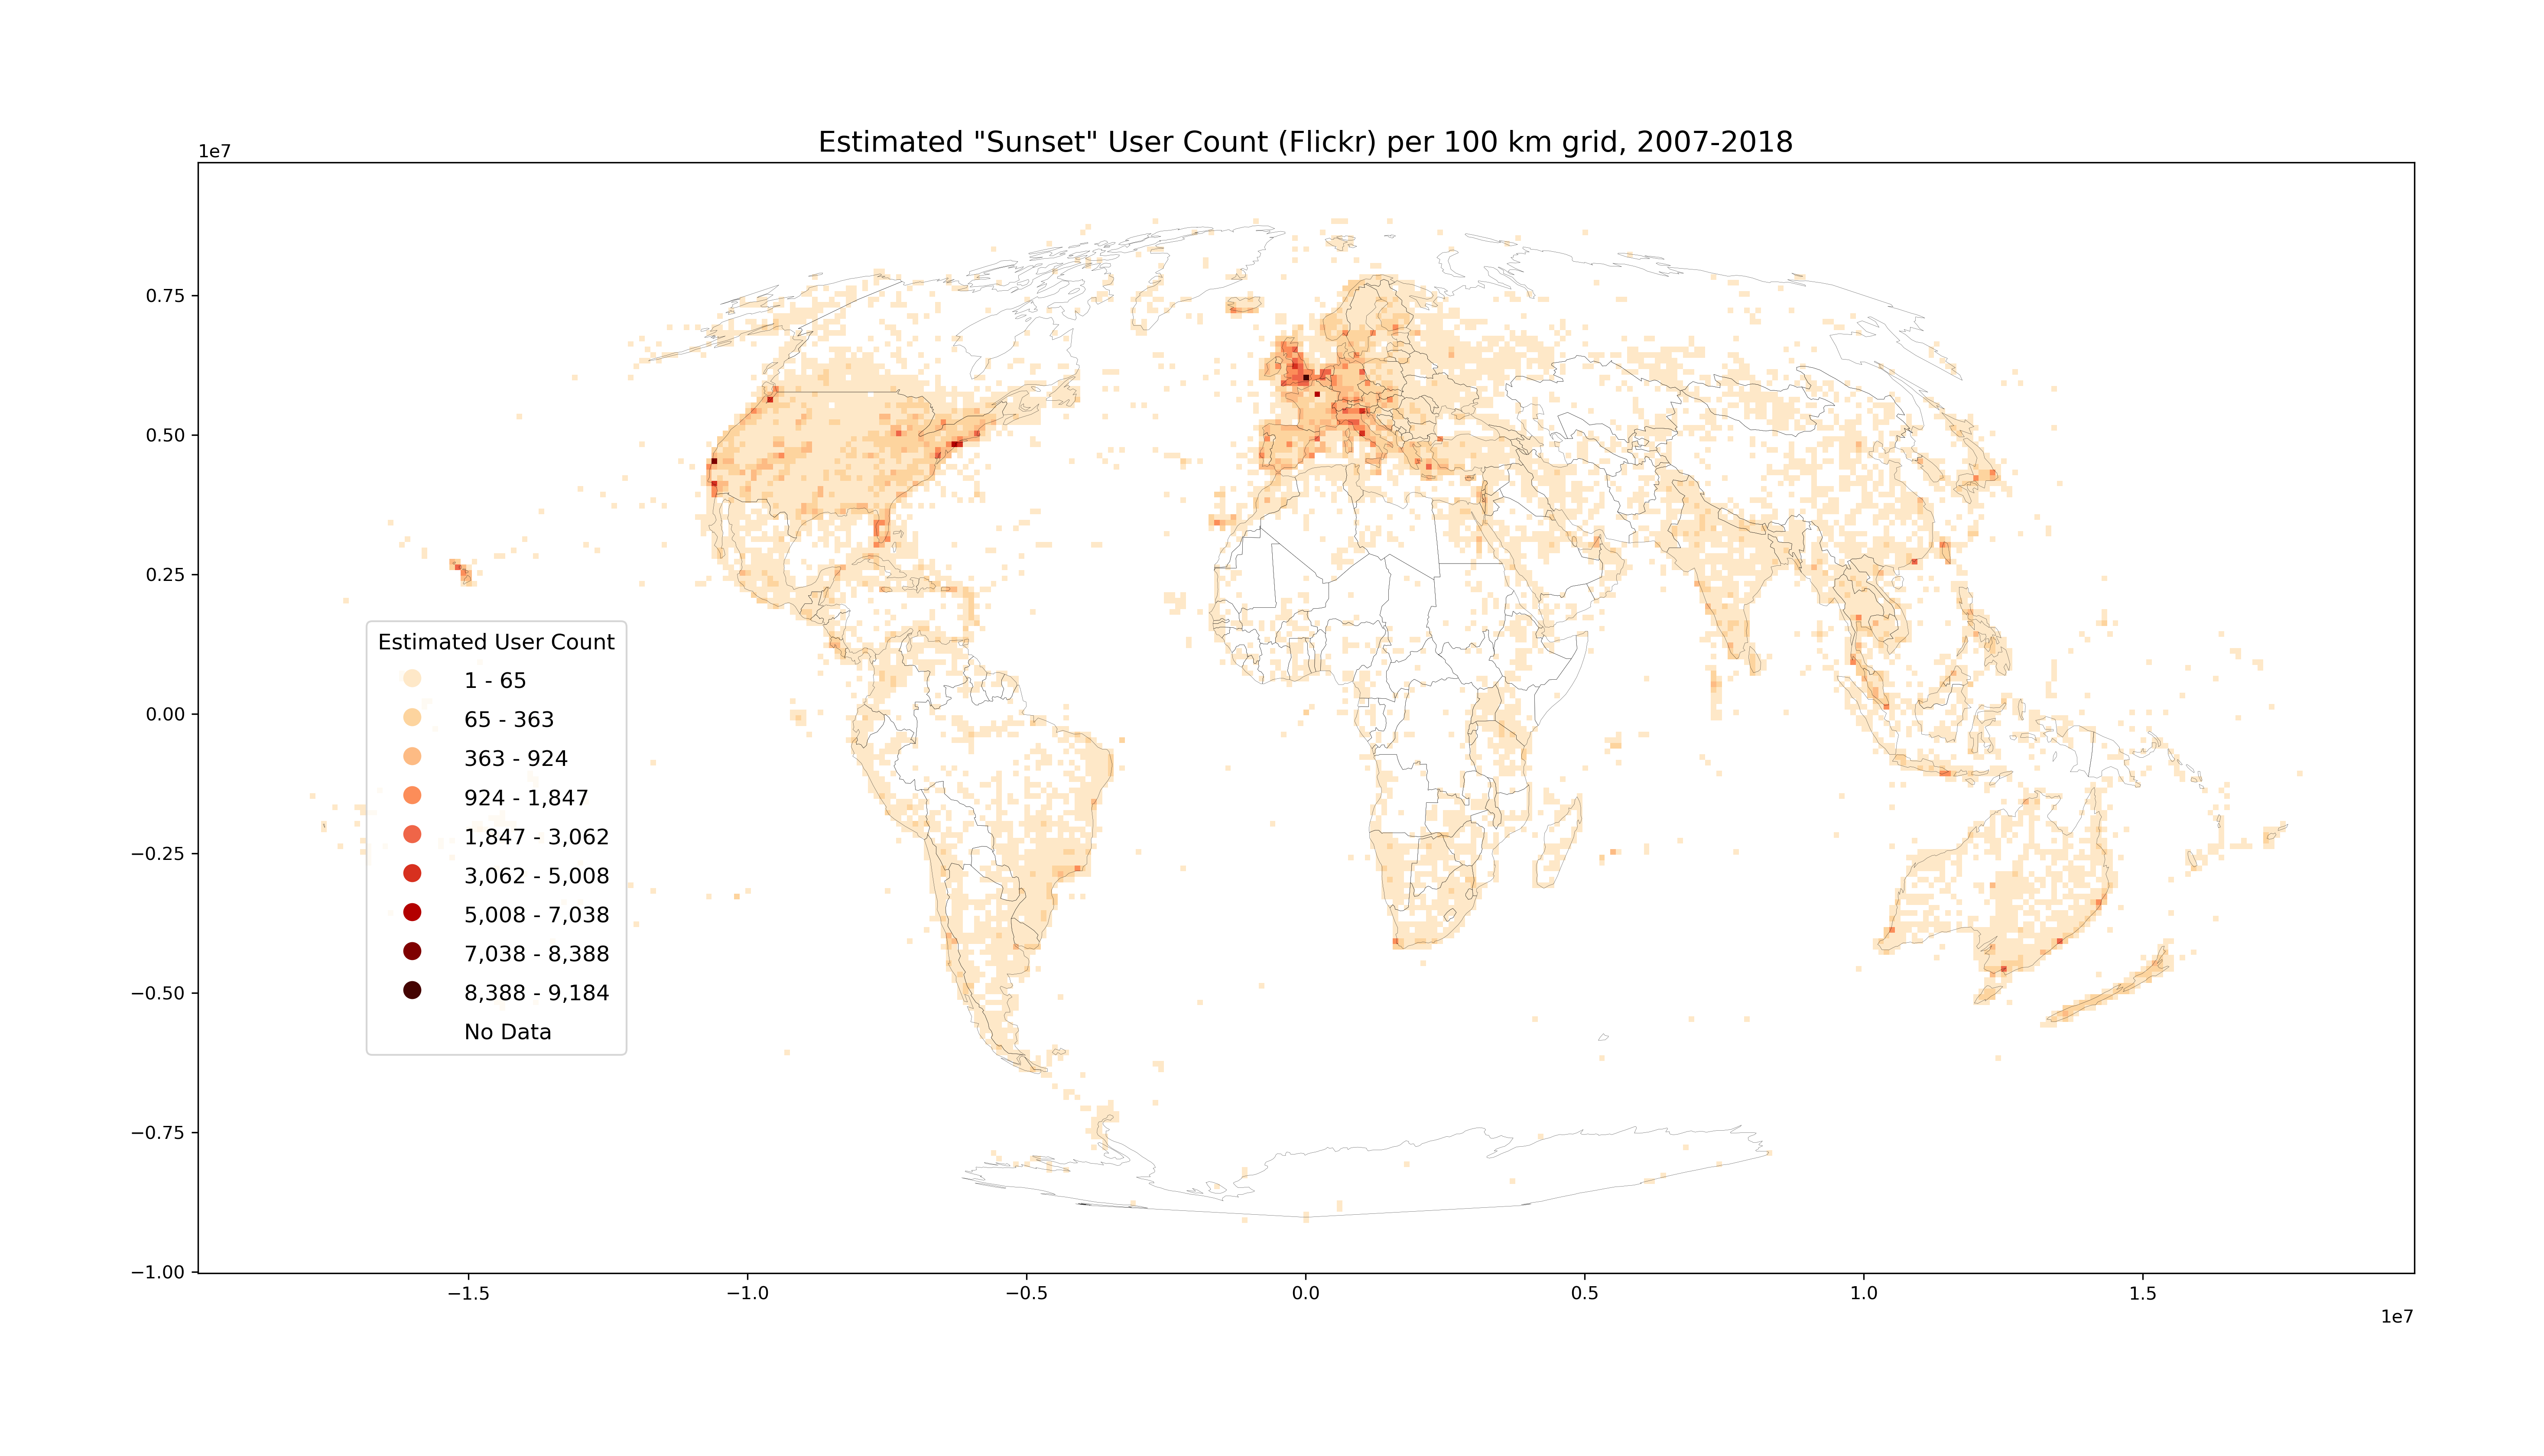 Estimated "Sunset" User Count (Flickr) per 100 km grid, 2007-2018
1e7
0.75
0.50
0.25
0.00
−0.25
−0.50
−0.75
−1.00
Estimated User Count
1 - 65
65 - 363
363 - 924
924 - 1,847
1,847 - 3,062
3,062 - 5,008
5,008 - 7,038
7,038 - 8,388
8,388 - 9,184
No Data
−1.5 −1.0 −0.5 0.0 0.5 1.0 1.5
1e7